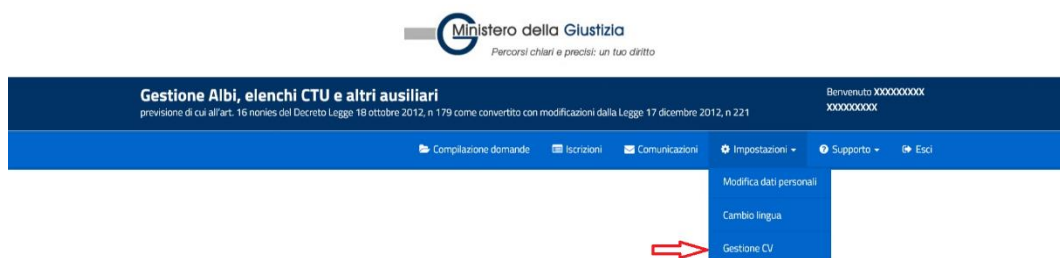 Ministero della Giustizia
Percorsi chiari e precisi: un tuo diritto
Gestione Albi, elenchi CTU e altri ausiliari
previsione di cui all'art. 16 nonies del Decreto Legge 18 ottobre 2012, n 179 come convertito con modificazioni dalla Legge 17 dicembre 2012, n 221
Benvenuto XXXXXXXXX
XXXXXXXXX
Compilazione domande Iscrizioni Comunicazioni Impostazioni Supporto Esci
Modifica dati personali
Cambio lingua
Gestione CV